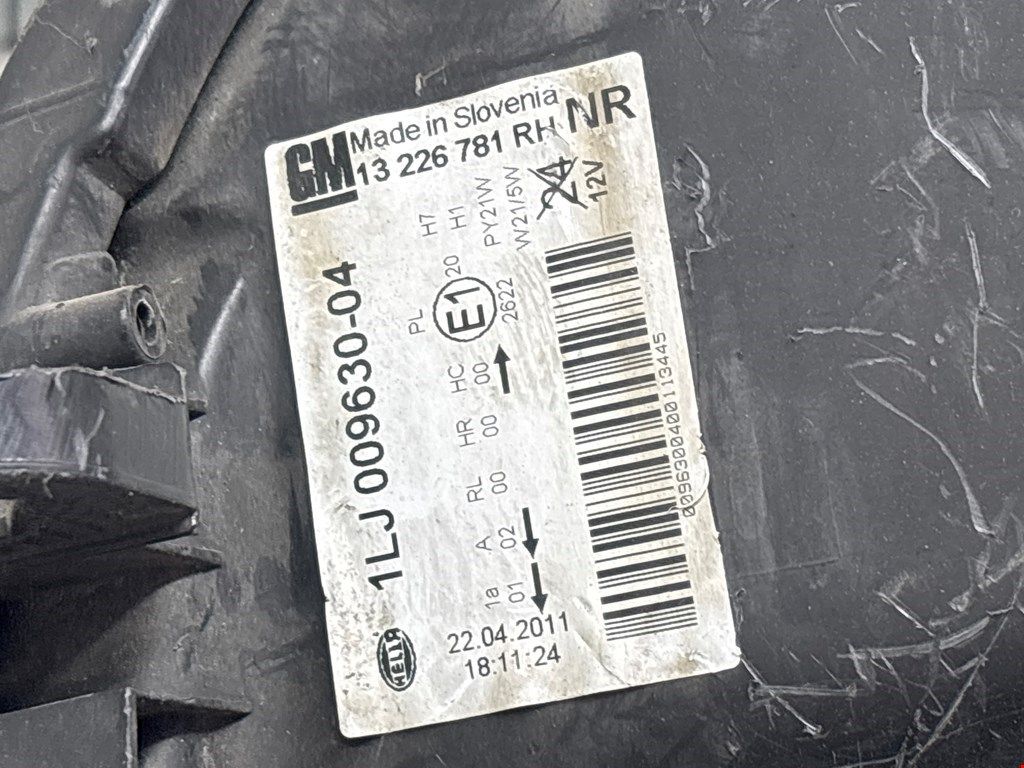 GM
Made in Slovenia
13 226 781 RH NR
H7
H1
PY21W
W21/5W
24
12V
PL
E1 20
2622
1LJ 009630-04
1a A RL HR HC
01 02 00 00 00
HELLA
22.04.2011
18:11:24
00963004001113445